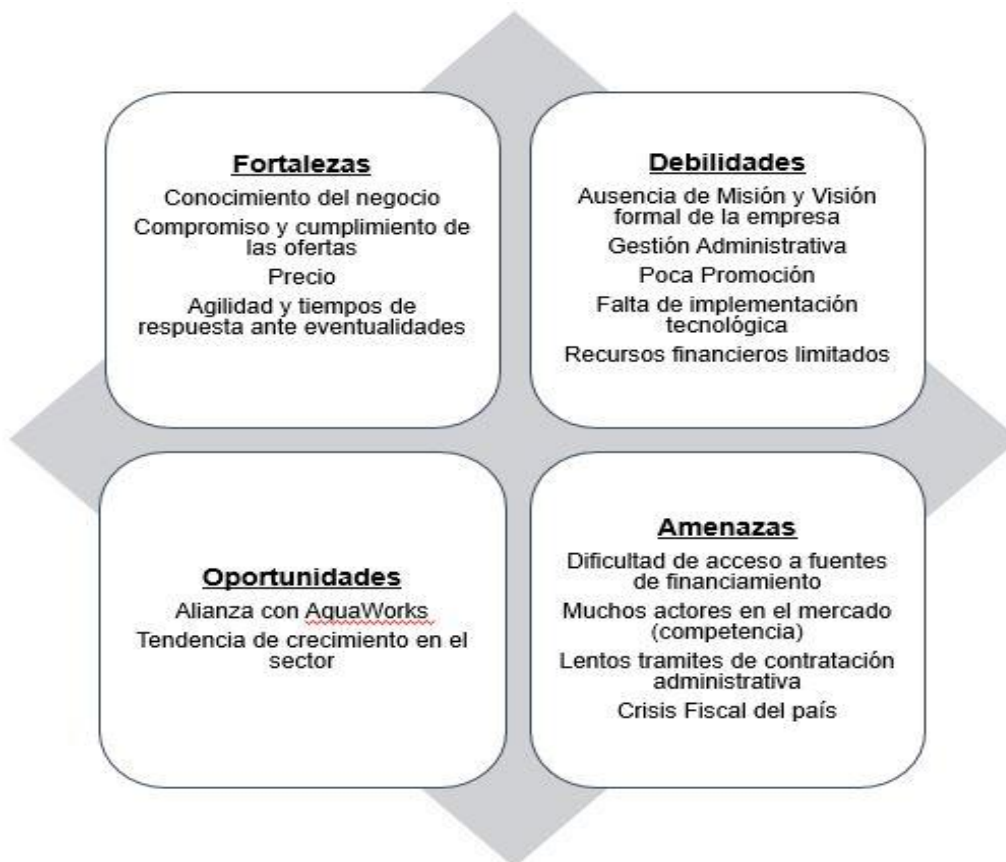 Fortalezas
Conocimiento del negocio
Compromiso y cumplimiento de
las ofertas
Precio
Agilidad y tiempos de
respuesta ante eventualidades
Debilidades
Ausencia de Misión y Visión
formal de la empresa
Gestión Administrativa
Poca Promoción
Falta de implementación
tecnológica
Recursos financieros limitados
Oportunidades
Alianza con AquaWorks
Tendencia de crecimiento en el
sector
Amenazas
Dificultad de acceso a fuentes
de financiamiento
Muchos actores en el mercado
(competencia)
Lentos tramites de contratación
administrativa
Crisis Fiscal del país